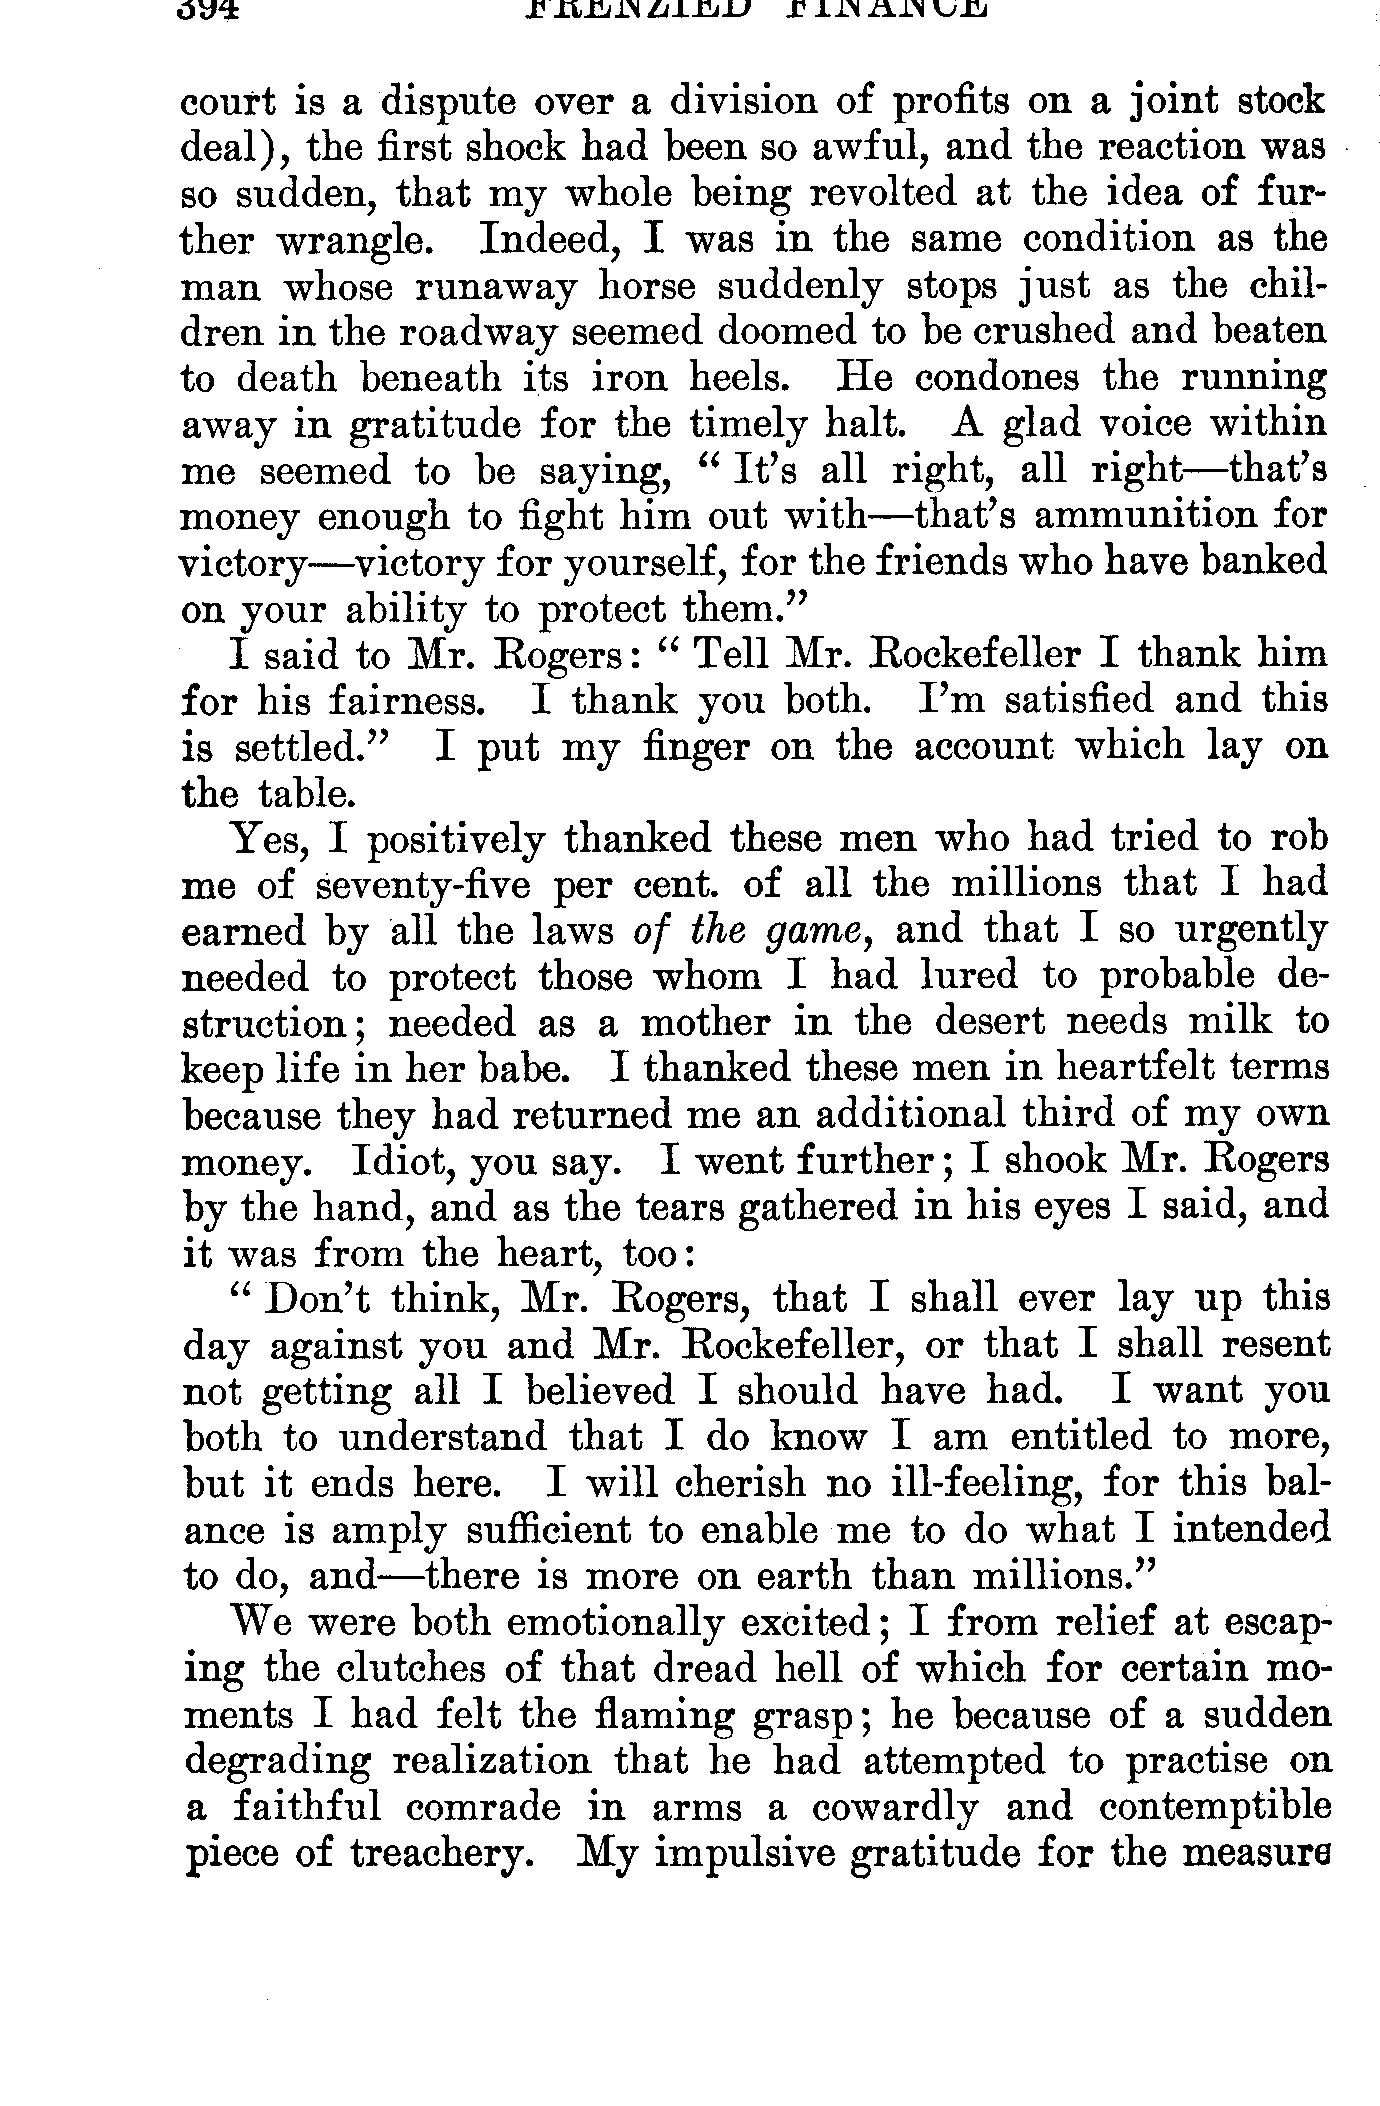 394 FRENZIED FINANCE
court is a dispute over a division of profits on a joint stock
deal), the first shock had been so awful, and the reaction was
so sudden, that my whole being revolted at the idea of fur-
ther wrangle. Indeed, I was in the same condition as the
man whose runaway horse suddenly stops just as the chil-
dren in the roadway seemed doomed to be crushed and beaten
to death beneath its iron heels. He condones the running
away in gratitude for the timely halt. A glad voice within
me seemed to be saying, “ It’s all right, all right—that’s
money enough to fight him out with—that’s ammunition for
victory—victory for yourself, for the friends who have banked
on your ability to protect them.”
I said to Mr. Rogers: “ Tell Mr. Rockefeller I thank him
for his fairness. I thank you both. I’m satisfied and this
is settled.” I put my finger on the account which lay on
the table.
Yes, I positively thanked these men who had tried to rob
me of seventy-five per cent. of all the millions that I had
earned by all the laws of the game, and that I so urgently
needed to protect those whom I had lured to probable de-
struction; needed as a mother in the desert needs milk to
keep life in her babe. I thanked these men in heartfelt terms
because they had returned me an additional third of my own
money. Idiot, you say. I went further; I shook Mr. Rogers
by the hand, and as the tears gathered in his eyes I said, and
it was from the heart, too:
“ Don’t think, Mr. Rogers, that I shall ever lay up this
day against you and Mr. Rockefeller, or that I shall resent
not getting all I believed I should have had. I want you
both to understand that I do know I am entitled to more,
but it ends here. I will cherish no ill-feeling, for this bal-
ance is amply sufficient to enable me to do what I intended
to do, and—there is more on earth than millions.”
We were both emotionally excited; I from relief at escap-
ing the clutches of that dread hell of which for certain mo-
ments I had felt the flaming grasp; he because of a sudden
degrading realization that he had attempted to practise on
a faithful comrade in arms a cowardly and contemptible
piece of treachery. My impulsive gratitude for the measure